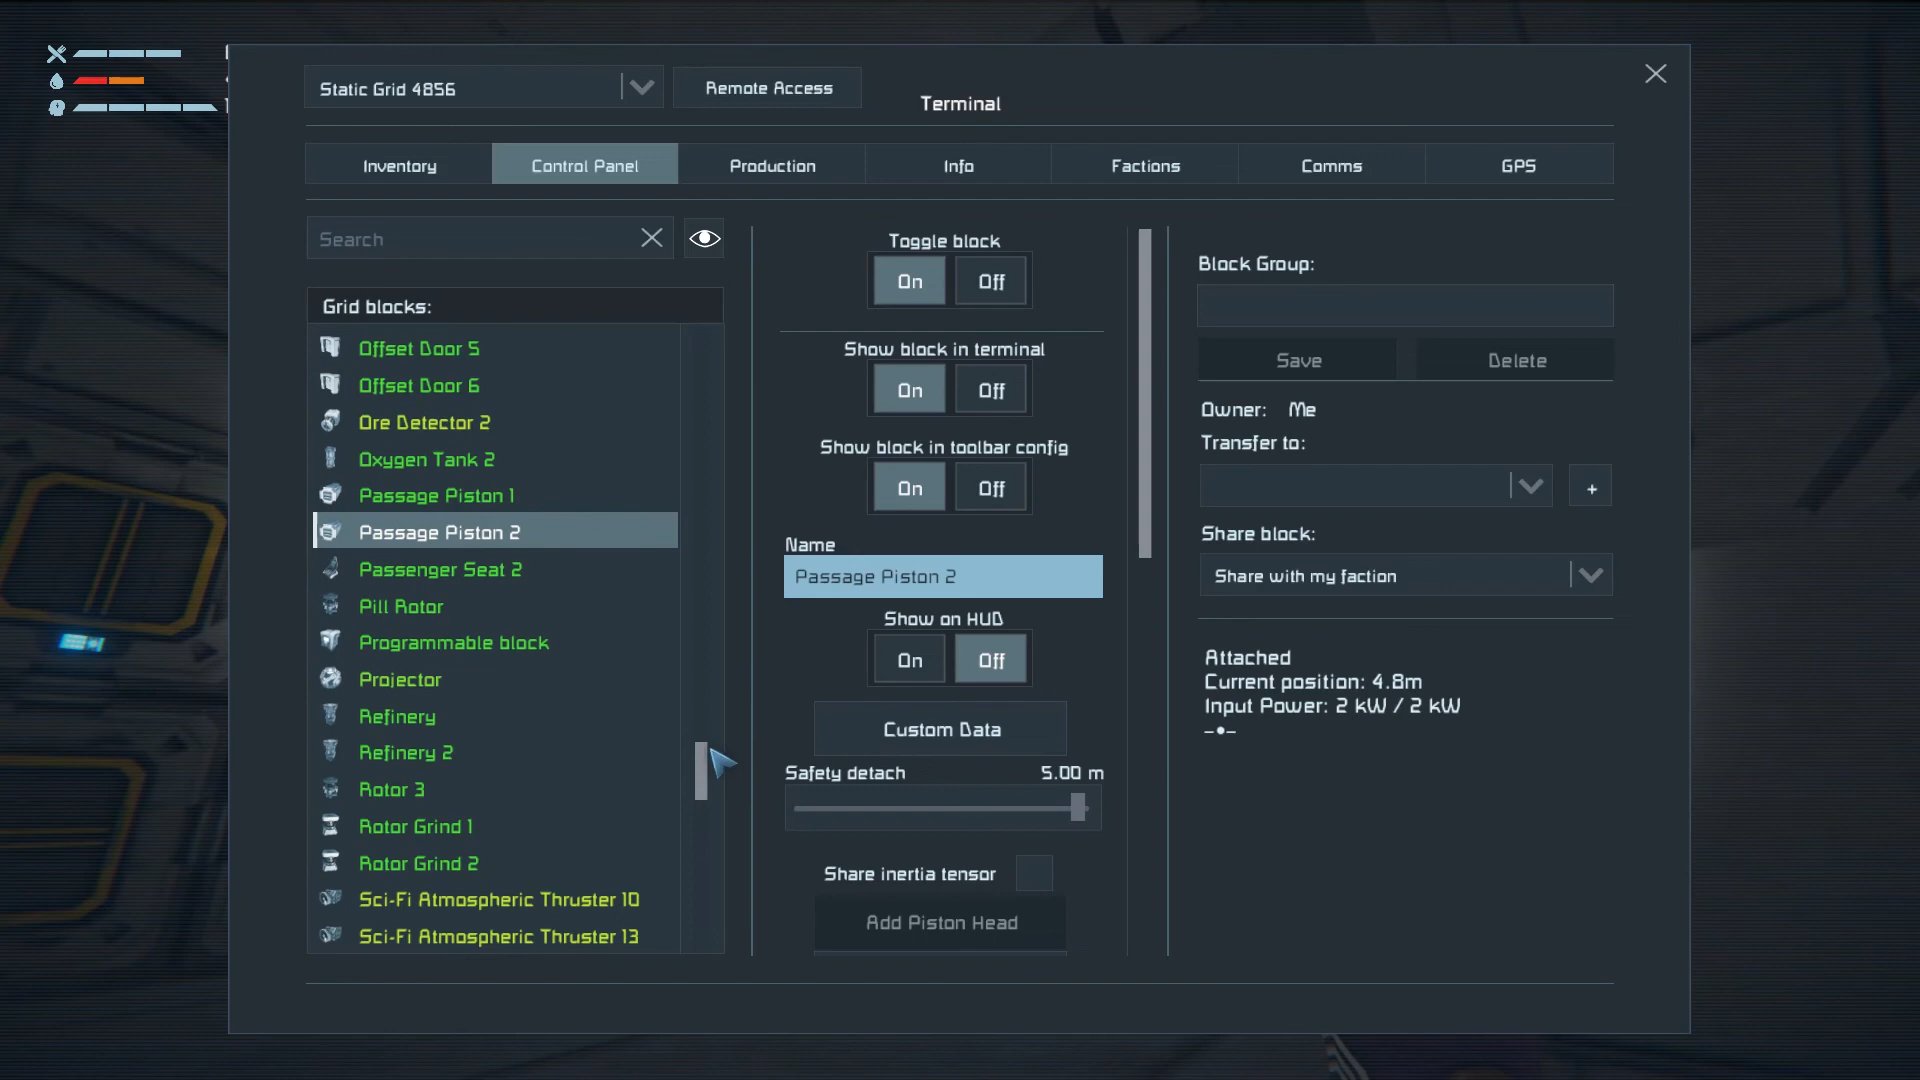 Static Grid 4856
Remote Access
Terminal
Inventory
Control Panel
Production
Info
Factions
Comms
GPS
Search
Grid blocks:
Offset Door 5
Offset Door 6
Ore Detector 2
Oxygen Tank 2
Passage Piston 1
Passage Piston 2
Passenger Seat 2
Pill Rotor
Programmable block
Projector
Refinery
Refinery 2
Rotor 3
Rotor Grind 1
Rotor Grind 2
Sci-Fi Atmospheric Thruster 10
Sci-Fi Atmospheric Thruster 13
Toggle block
On Off
Show block in terminal
On Off
Show block in toolbar config
On Off
Name
Passage Piston 2
Show on HUD
On Off
Custom Data
Safety detach 5.00 m
Share inertia tensor
Add Piston Head
Block Group:
Save Delete
Owner: Me
Transfer to:
+
Share block:
Share with my faction
Attached
Current position: 4.8m
Input Power: 2 kW / 2 kW
-•-